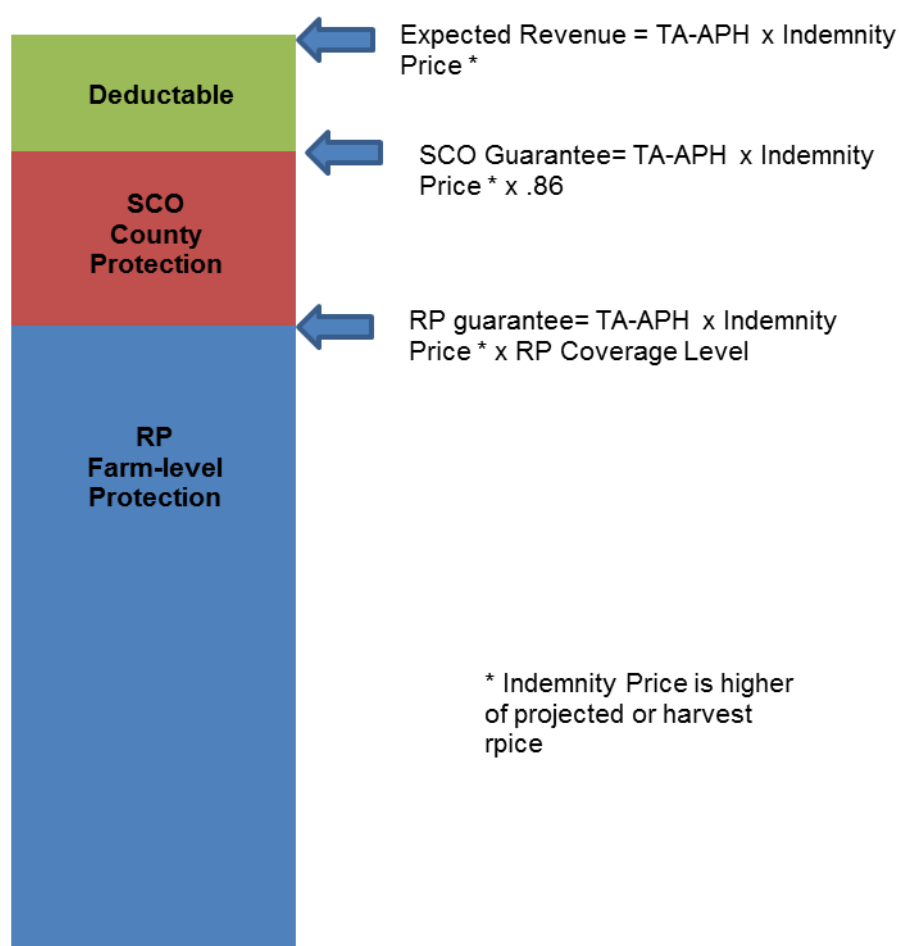 Expected Revenue = TA-APH x Indemnity
Price *
Deductable
SCO Guarantee= TA-APH x Indemnity
Price * x .86
SCO
County
Protection
RP guarantee= TA-APH x Indemnity
Price * x RP Coverage Level
RP
Farm-level
Protection
* Indemnity Price is higher
of projected or harvest
rpice